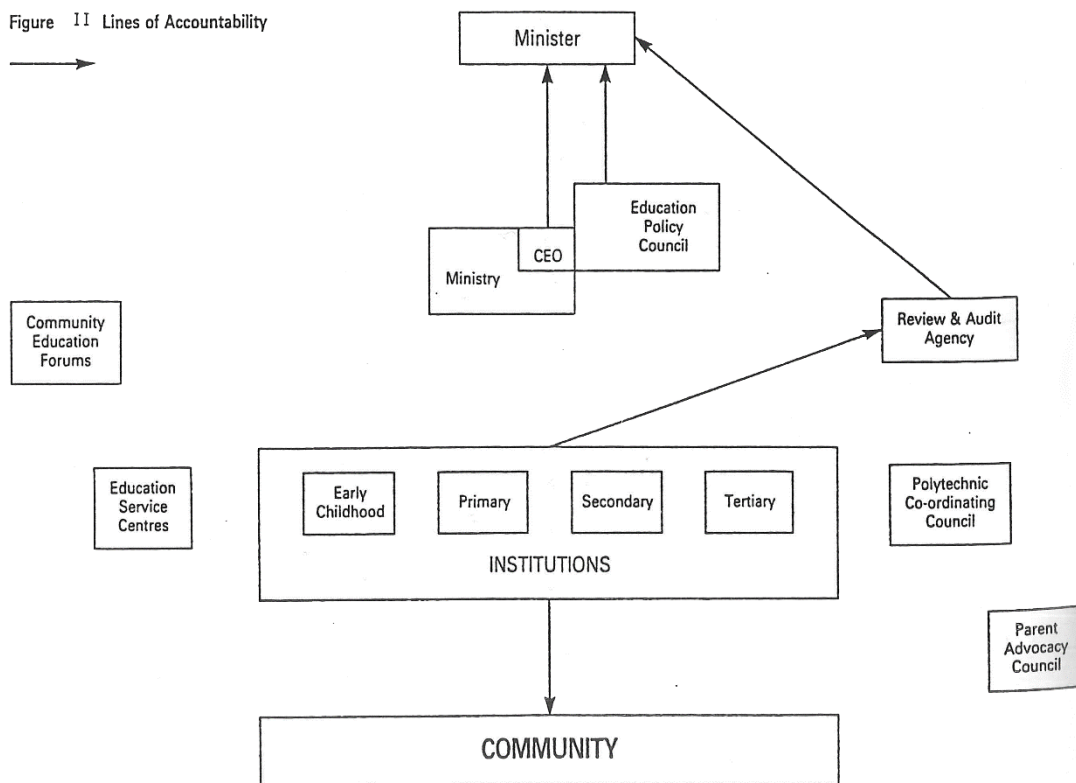 Figure II Lines of Accountability
Minister
Education
Policy
Council
CEO
Ministry
Community
Education
Forums
Review & Audit
Agency
Education
Service
Centres
Early
Childhood
Primary
Secondary
Tertiary
INSTITUTIONS
Polytechnic
Co-ordinating
Council
Parent
Advocacy
Council
COMMUNITY